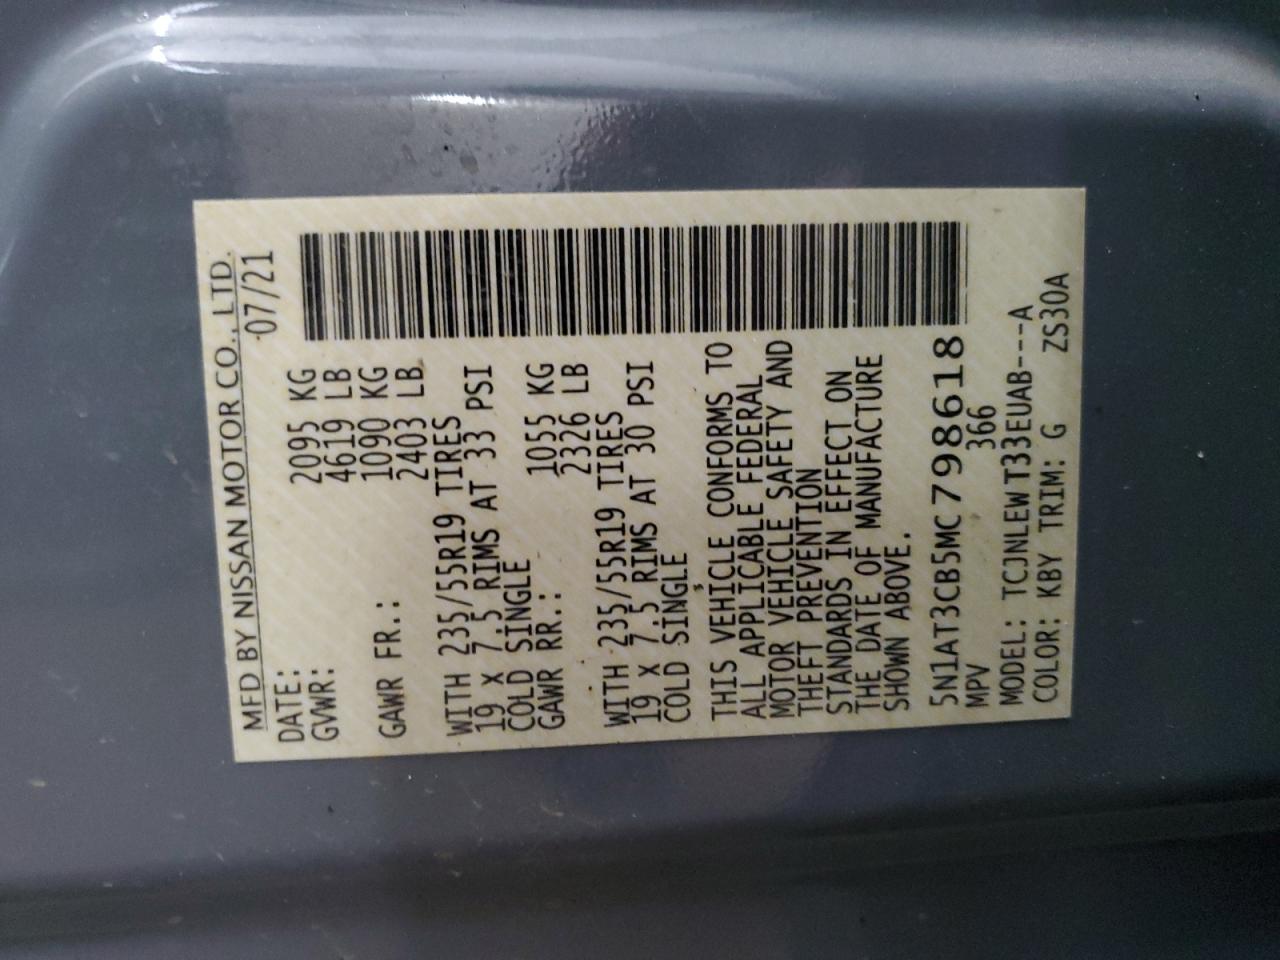 MFD BY NISSAN MOTOR CO., LTD.
DATE: 07/21
GVWR: 2095 KG
4619 LB
GAWR FR.: 1090 KG
2403 LB
WITH 235/55R19 TIRES
19 X 7.5 RIMS AT 33 PSI
COLD SINGLE
GAWR RR.: 1055 KG
2326 LB
WITH 235/55R19 TIRES
19 X 7.5 RIMS AT 30 PSI
COLD SINGLE
THIS VEHICLE CONFORMS TO
ALL APPLICABLE FEDERAL
MOTOR VEHICLE SAFETY AND
THEFT PREVENTION
STANDARDS IN EFFECT ON
THE DATE OF MANUFACTURE
SHOWN ABOVE.
5N1AT3CB5MC798618
MPV 366
MODEL: TCJNLEWT33EUAB---A
COLOR: KBY TRIM: G ZS30A